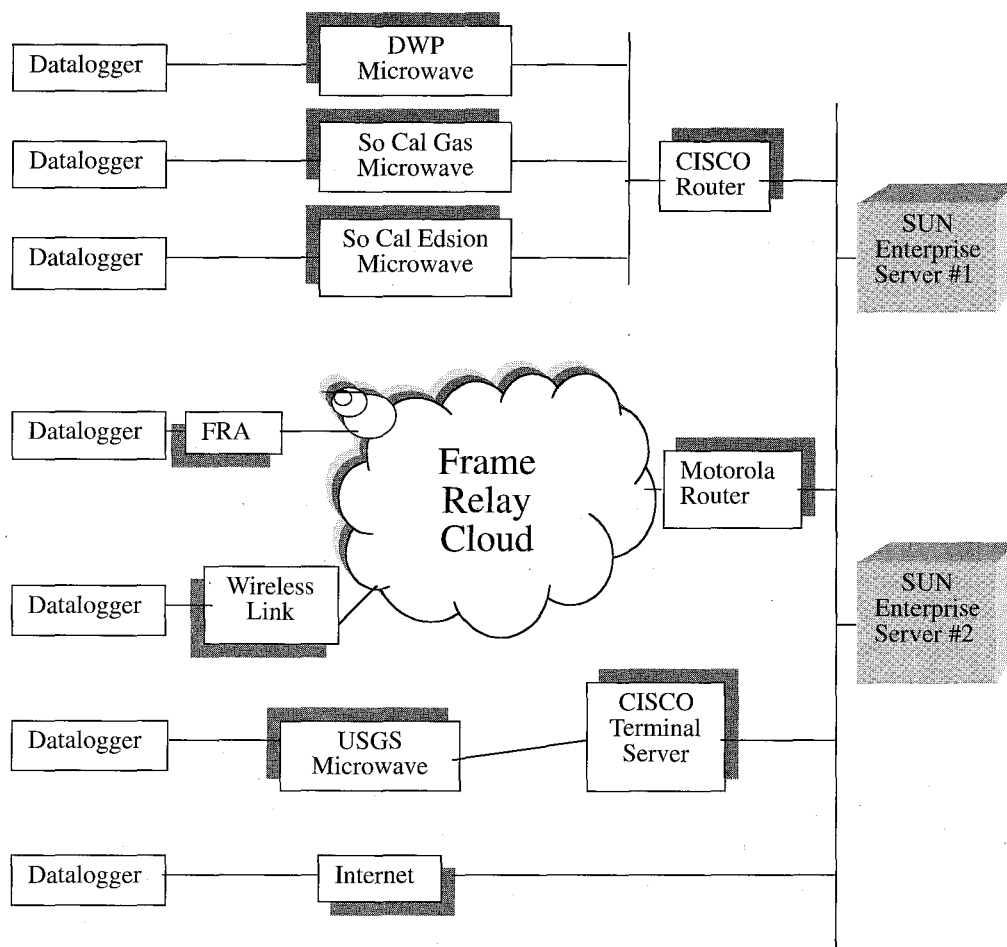 Datalogger
DWP
Microwave
Datalogger
So Cal Gas
Microwave
CISCO
Router
Datalogger
So Cal Edsion
Microwave
SUN
Enterprise
Server #1
Datalogger
FRA
Frame
Relay
Cloud
Motorola
Router
Datalogger
Wireless
Link
SUN
Enterprise
Server #2
Datalogger
USGS
Microwave
CISCO
Terminal
Server
Datalogger
Internet